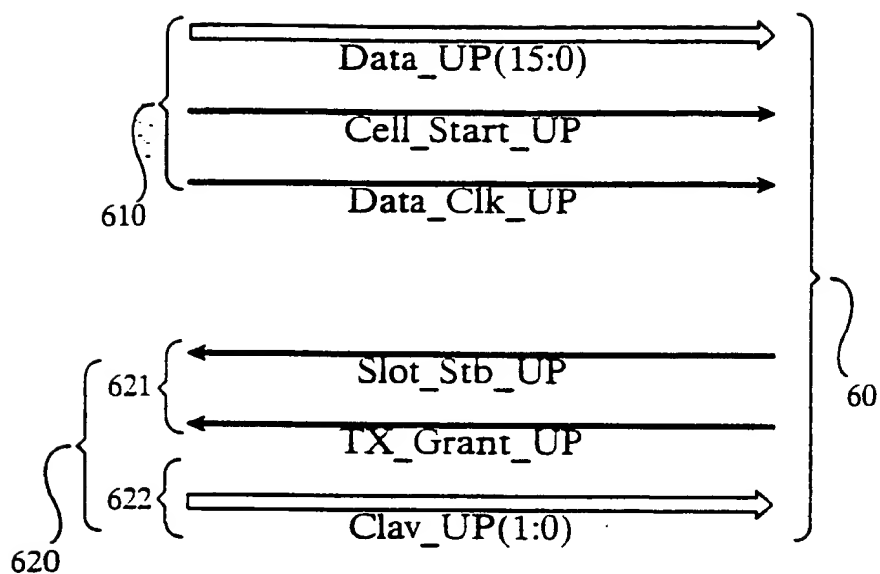 Data_UP(15:0)
Cell_Start_UP
610
Data_Clk_UP
60
621
Slot_Stb_UP
TX_Grant_UP
622
Clav_UP(1:0)
620